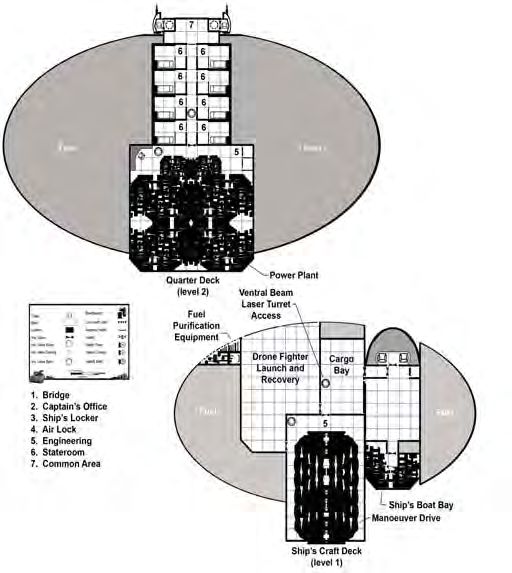 7
6 6
6 6
6 6
6 6
5
Power Plant
Quarter Deck
(level 2)
Ventral Beam
Laser Turret
Access
Fuel
Purification
Equipment
Drone Fighter
Launch and
Recovery
Cargo
Bay
Fuel
Fuel
5
1. Bridge
2. Captain's Office
3. Ship's Locker
4. Air Lock
5. Engineering
6. Stateroom
7. Common Area
Ship's Boat Bay
Manoeuver Drive
Ship's Craft Deck
(level 1)